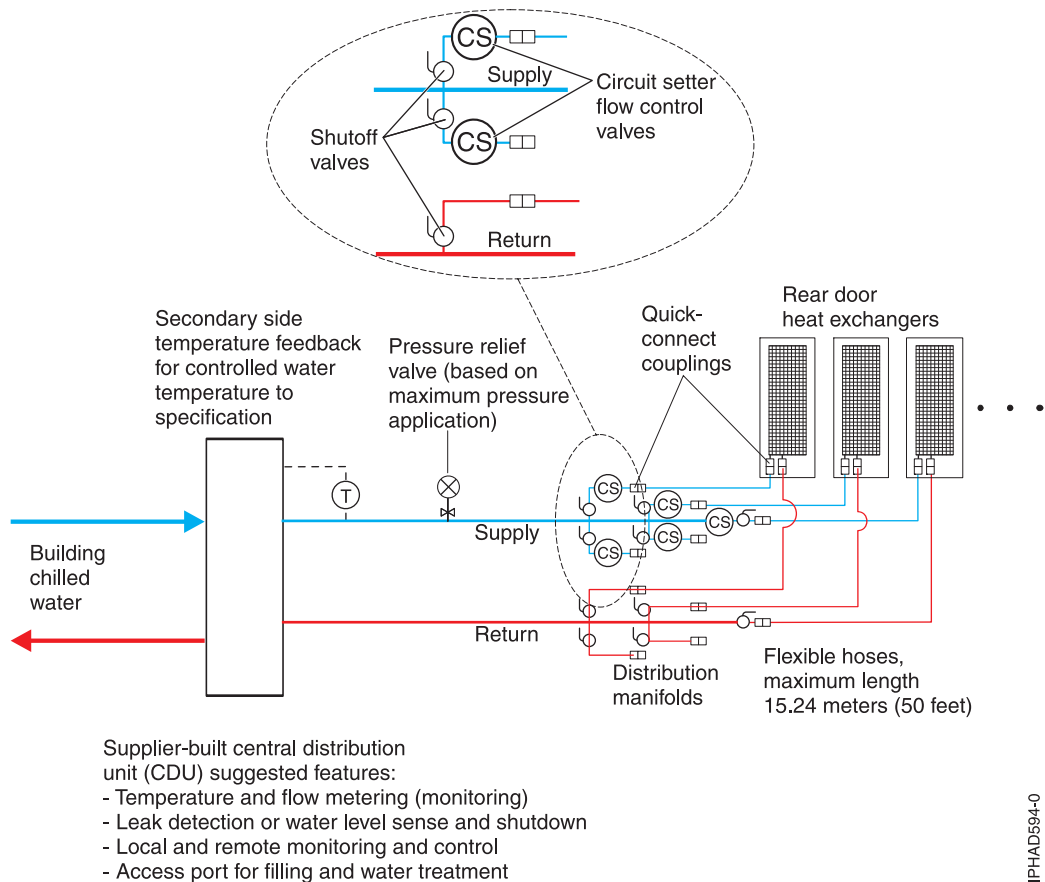 CS
Supply
Circuit setter
flow control
valves
Shutoff
valves
CS
Return
Rear door
heat exchangers
Quick-
connect
couplings
Secondary side
temperature feedback
for controlled water
temperature to
specification
Pressure relief
valve (based on
maximum pressure
application)
T
CS
CS
CS
Supply
CS
CS
Building
chilled
water
Return
Distribution
manifolds
Flexible hoses,
maximum length
15.24 meters (50 feet)
Supplier-built central distribution
unit (CDU) suggested features:
- Temperature and flow metering (monitoring)
- Leak detection or water level sense and shutdown
- Local and remote monitoring and control
- Access port for filling and water treatment
IPHAD594-0